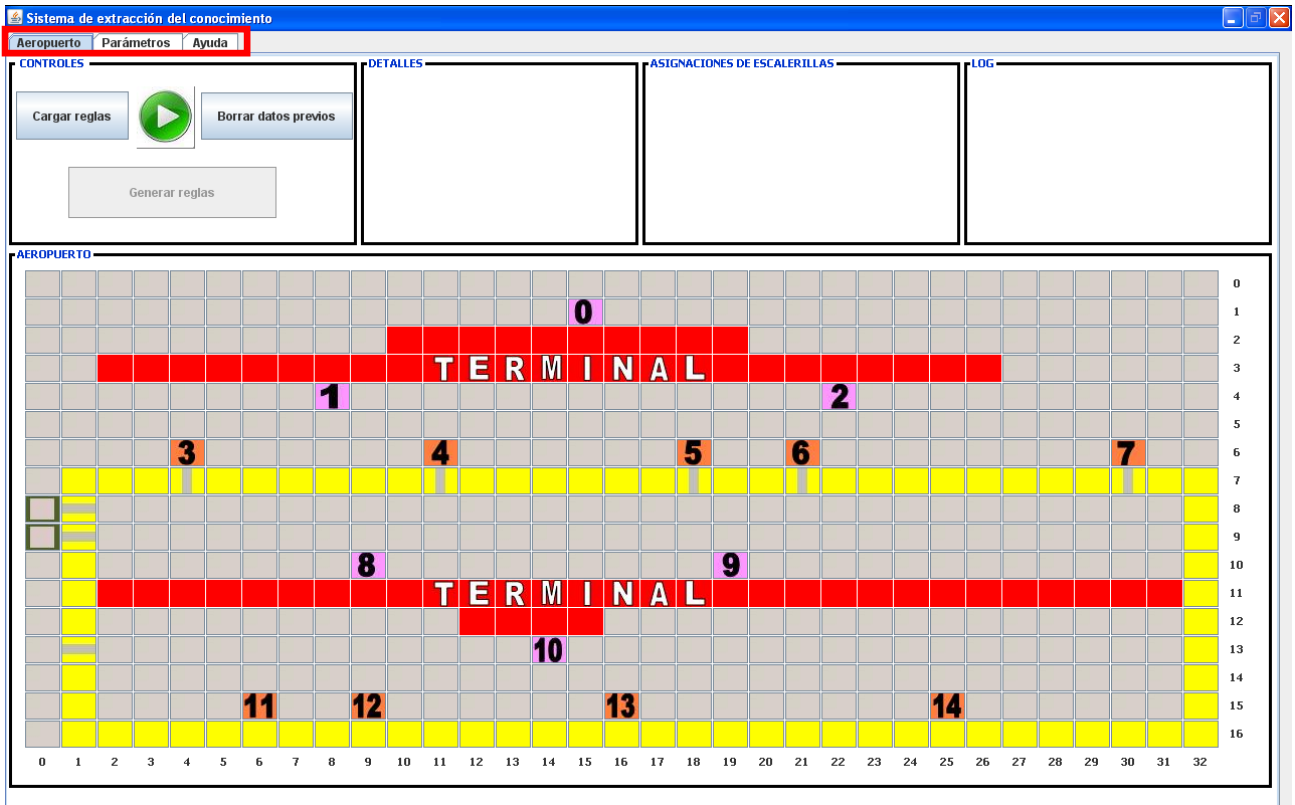 Sistema de extracción del conocimiento
Aeropuerto Parámetros Ayuda
CONTROLES DETALLES ASIGNACIONES DE ESCALERILLAS LOG
Cargar reglas Borrar datos previos
Generar reglas
AEROPUERTO
0
0 1
2
TERMINAL 3
1 2 4
5
3 4 5 6 7 6
7
8
9
8 9 10
TERMINAL 11
12
10 13
14
11 12 13 14 15
16
0 1 2 3 4 5 6 7 8 9 10 11 12 13 14 15 16 17 18 19 20 21 22 23 24 25 26 27 28 29 30 31 32